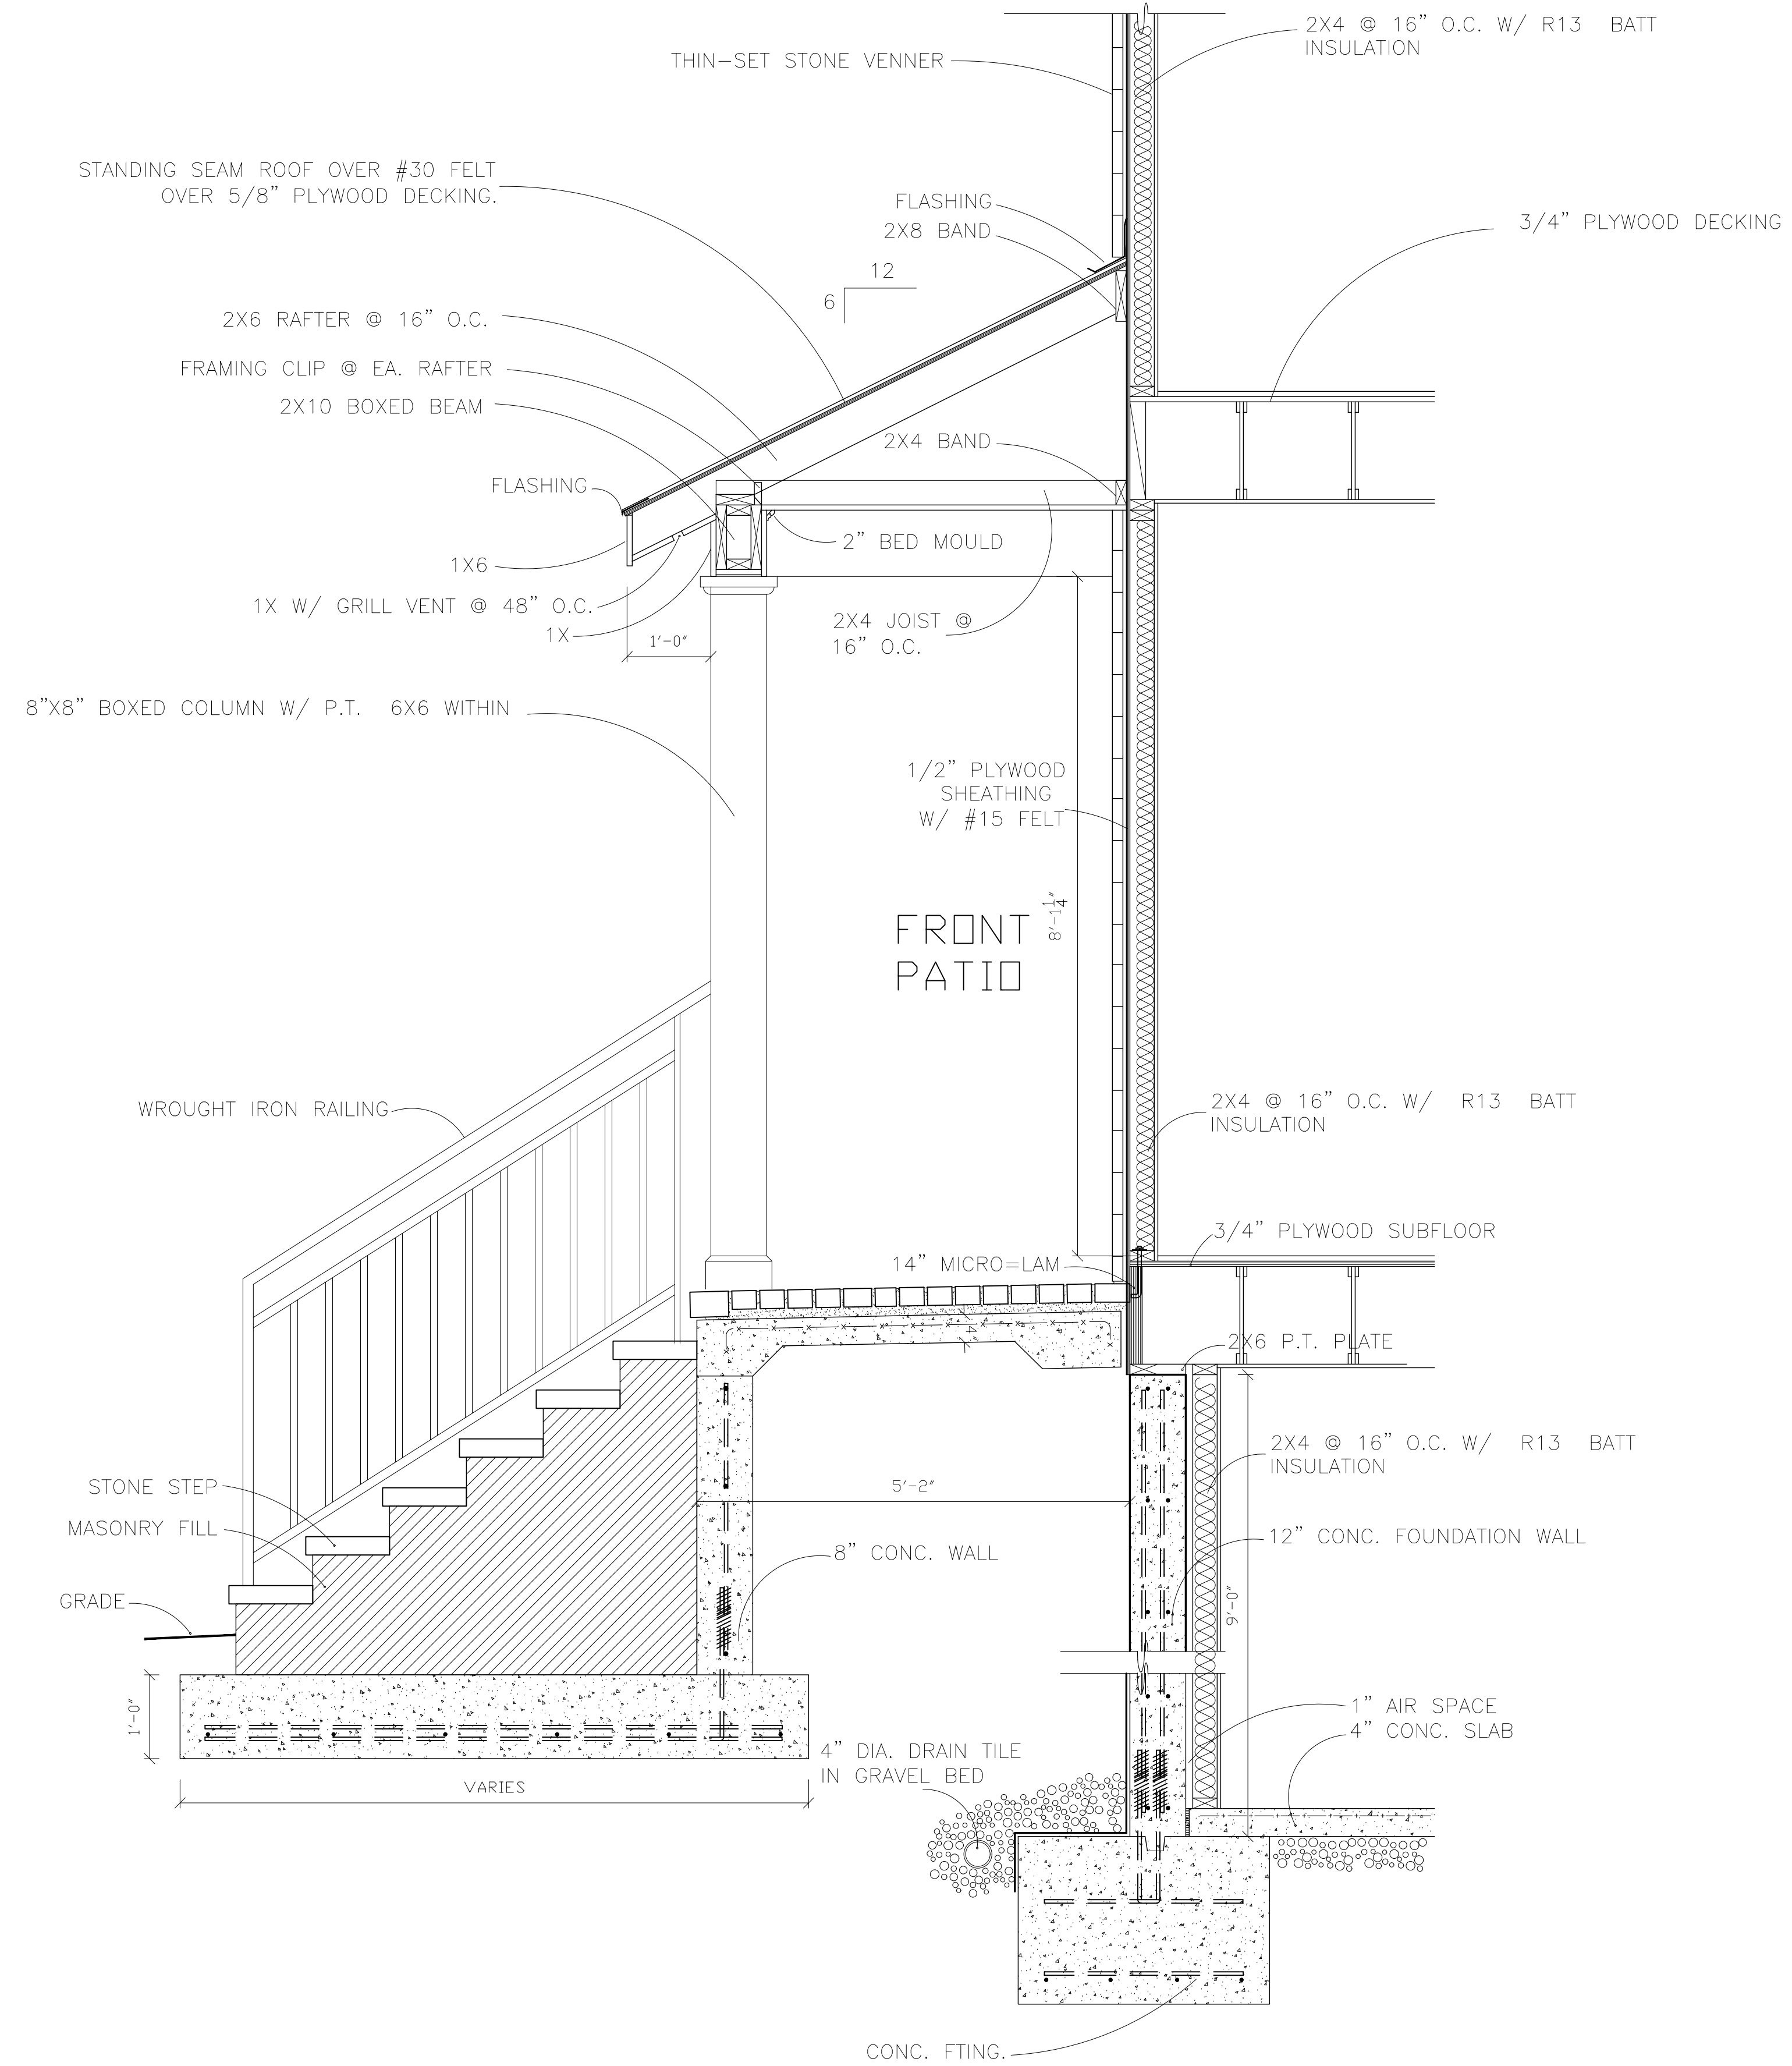 2X4 @ 16” O.C. W/ R13 BATT
INSULATION
THIN-SET STONE VENNER
STANDING SEAM ROOF OVER #30 FELT
OVER 5/8” PLYWOOD DECKING.
FLASHING
2X8 BAND
3/4” PLYWOOD DECKING
12
6
2X6 RAFTER @ 16” O.C.
FRAMING CLIP @ EA. RAFTER
2X10 BOXED BEAM
2X4 BAND
FLASHING
2” BED MOULD
1X6
1X W/ GRILL VENT @ 48” O.C.
1X
1'-0"
2X4 JOIST @
16” O.C.
8”X8” BOXED COLUMN W/ P.T. 6X6 WITHIN
1/2” PLYWOOD
SHEATHING
W/ #15 FELT
8'-1 1/4"
FRONT
PATIO
WROUGHT IRON RAILING
2X4 @ 16” O.C. W/ R13 BATT
INSULATION
3/4” PLYWOOD SUBFLOOR
14” MICRO=LAM
4"
2X6 P.T. PLATE
2X4 @ 16” O.C. W/ R13 BATT
INSULATION
STONE STEP
5'-2"
MASONRY FILL
12” CONC. FOUNDATION WALL
8” CONC. WALL
GRADE
9'-0"
1'-0"
1” AIR SPACE
4” CONC. SLAB
4” DIA. DRAIN TILE
IN GRAVEL BED
VARIES
CONC. FTING.